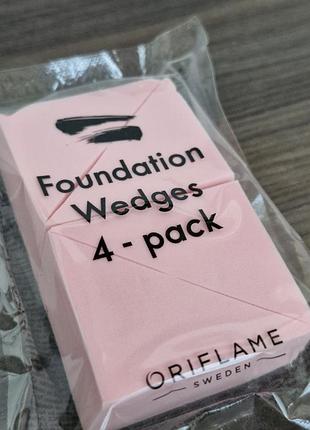 Foundation
Wedges
4 - pack
ORIFLAME
SWEDEN